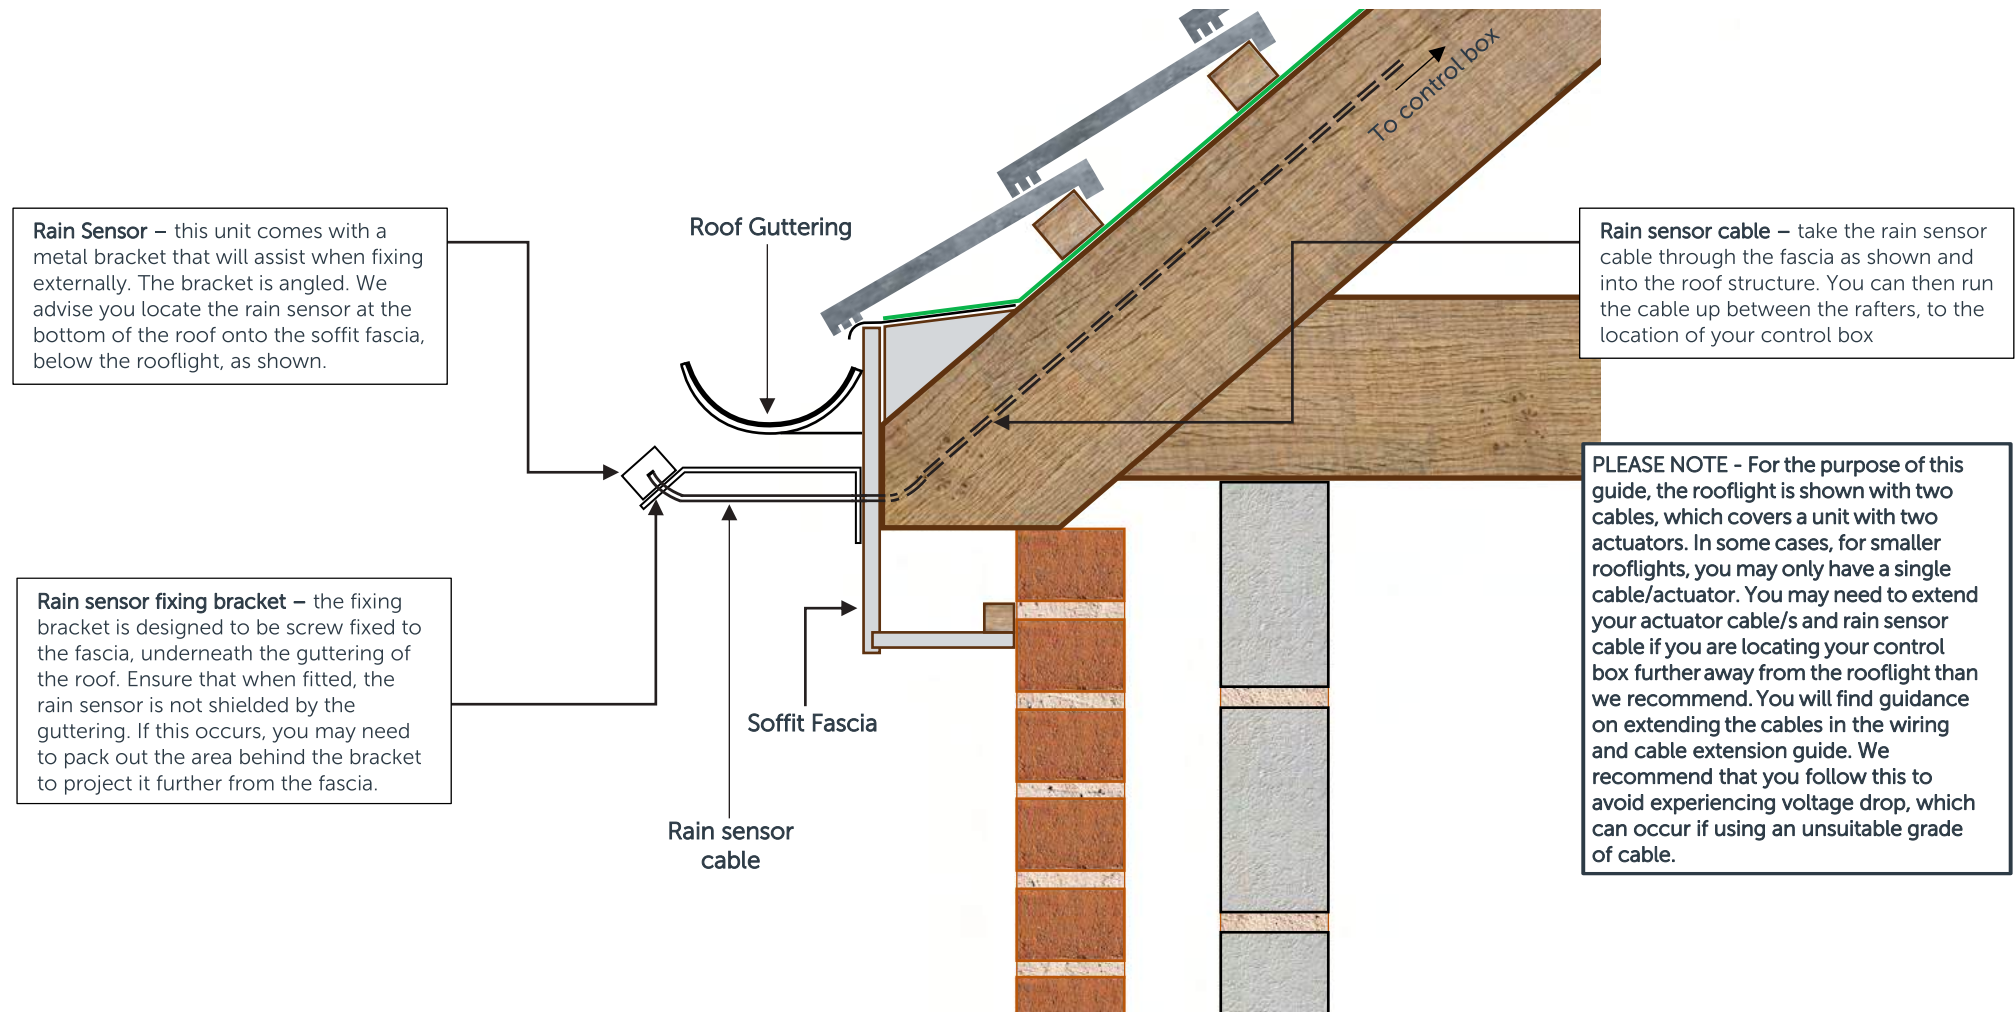 To control box
Roof Guttering
Rain Sensor – this unit comes with a
metal bracket that will assist when fixing
externally. The bracket is angled. We
advise you locate the rain sensor at the
bottom of the roof onto the soffit fascia,
below the rooflight, as shown.
Rain sensor cable – take the rain sensor
cable through the fascia as shown and
into the roof structure. You can then run
the cable up between the rafters, to the
location of your control box
PLEASE NOTE - For the purpose of this
guide, the rooflight is shown with two
cables, which covers a unit with two
actuators. In some cases, for smaller
rooflights, you may only have a single
cable/actuator. You may need to extend
your actuator cable/s and rain sensor
cable if you are locating your control
box further away from the rooflight than
we recommend. You will find guidance
on extending the cables in the wiring
and cable extension guide. We
recommend that you follow this to
avoid experiencing voltage drop, which
can occur if using an unsuitable grade
of cable.
Rain sensor fixing bracket – the fixing
bracket is designed to be screw fixed to
the fascia, underneath the guttering of
the roof. Ensure that when fitted, the
rain sensor is not shielded by the
guttering. If this occurs, you may need
to pack out the area behind the bracket
to project it further from the fascia.
Soffit Fascia
Rain sensor
cable